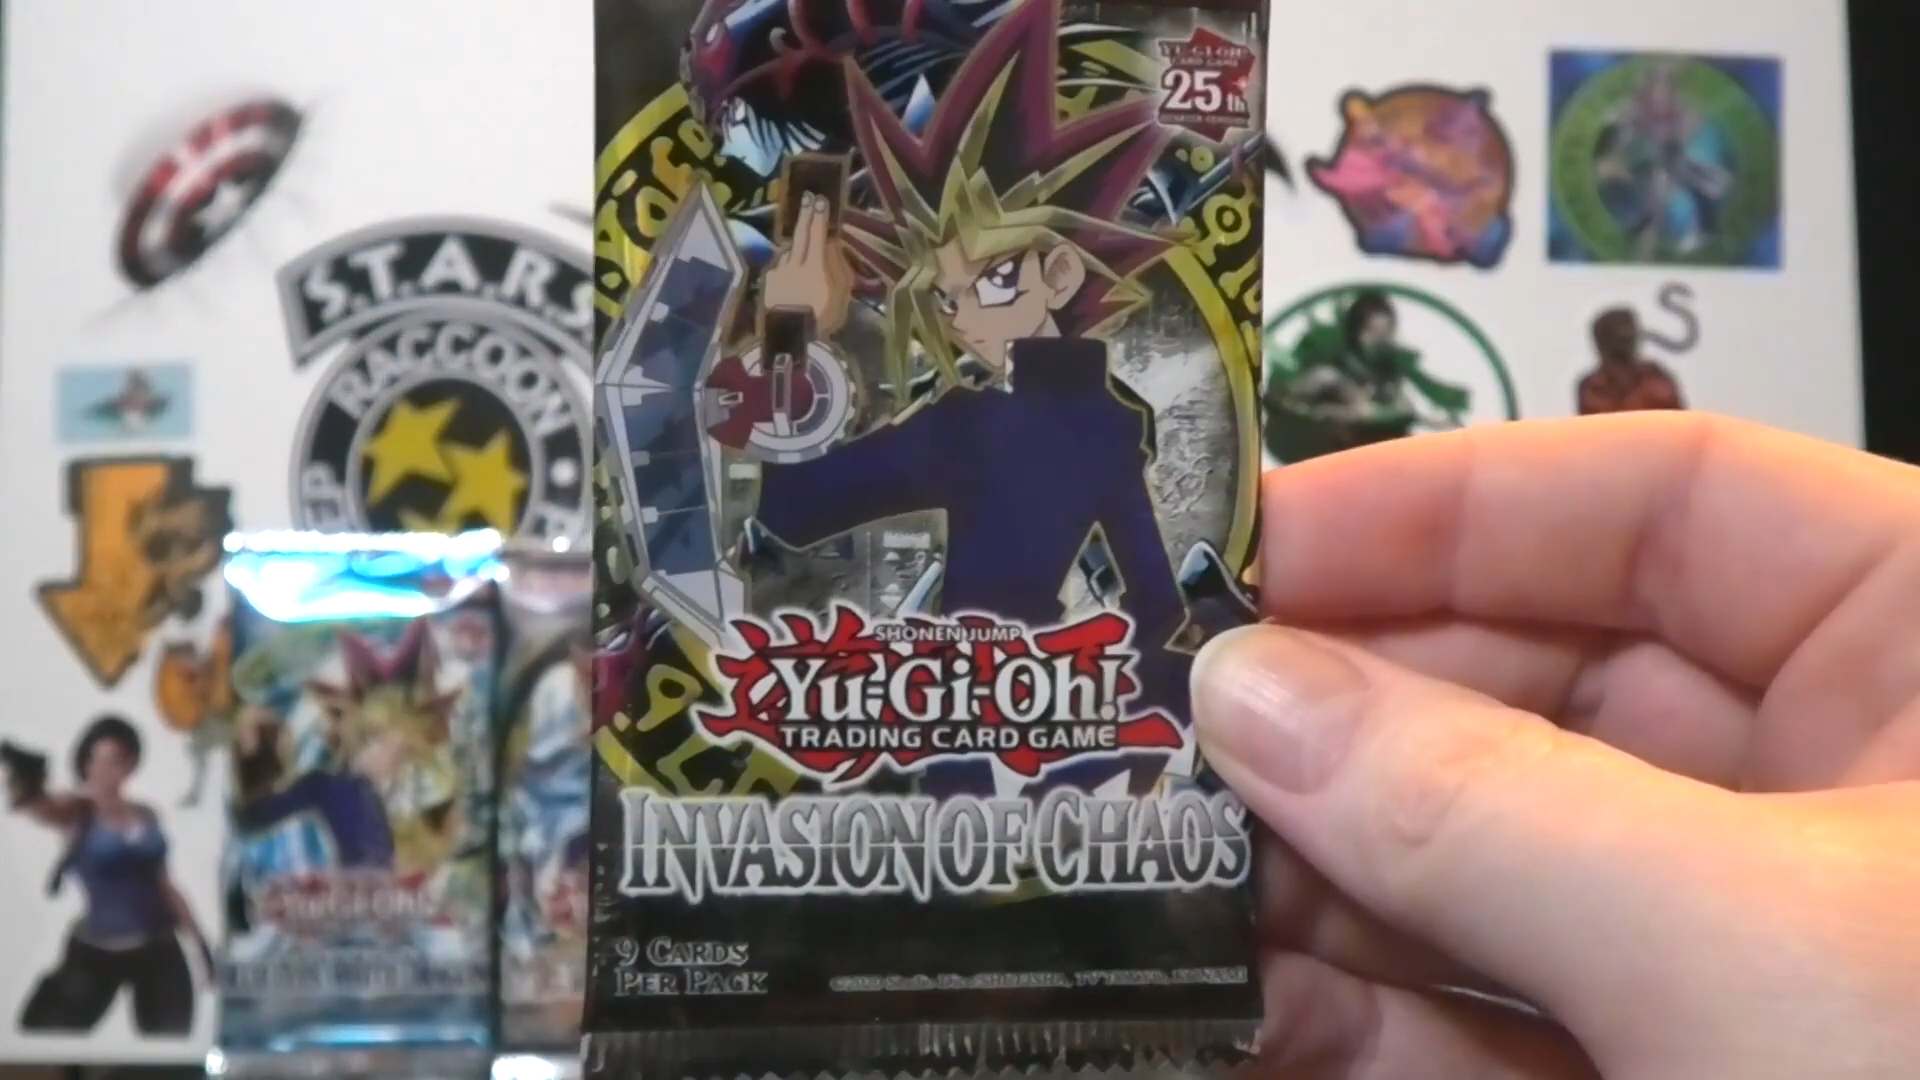 YU-GI-OH!
CARD GAME
25th
S.T.A.R.S
RACCOON
SHONEN JUMP
Yu-Gi-Oh!
TRADING CARD GAME
INVASION OF CHAOS
9 CARDS
PER PACK
S